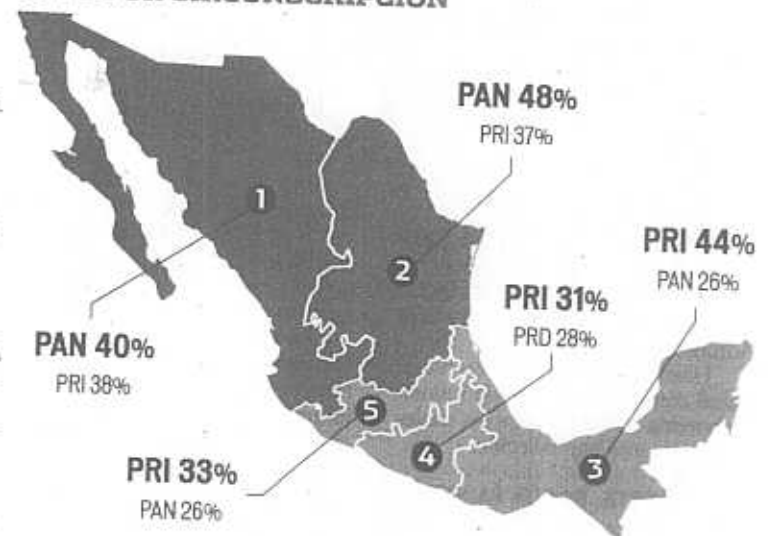 PAN 48%
PRI 37%
1
2
PRI 44%
PAN 26%
PRI 31%
PRD 28%
PAN 40%
PRI 38%
5
4
3
PRI 33%
PAN 26%